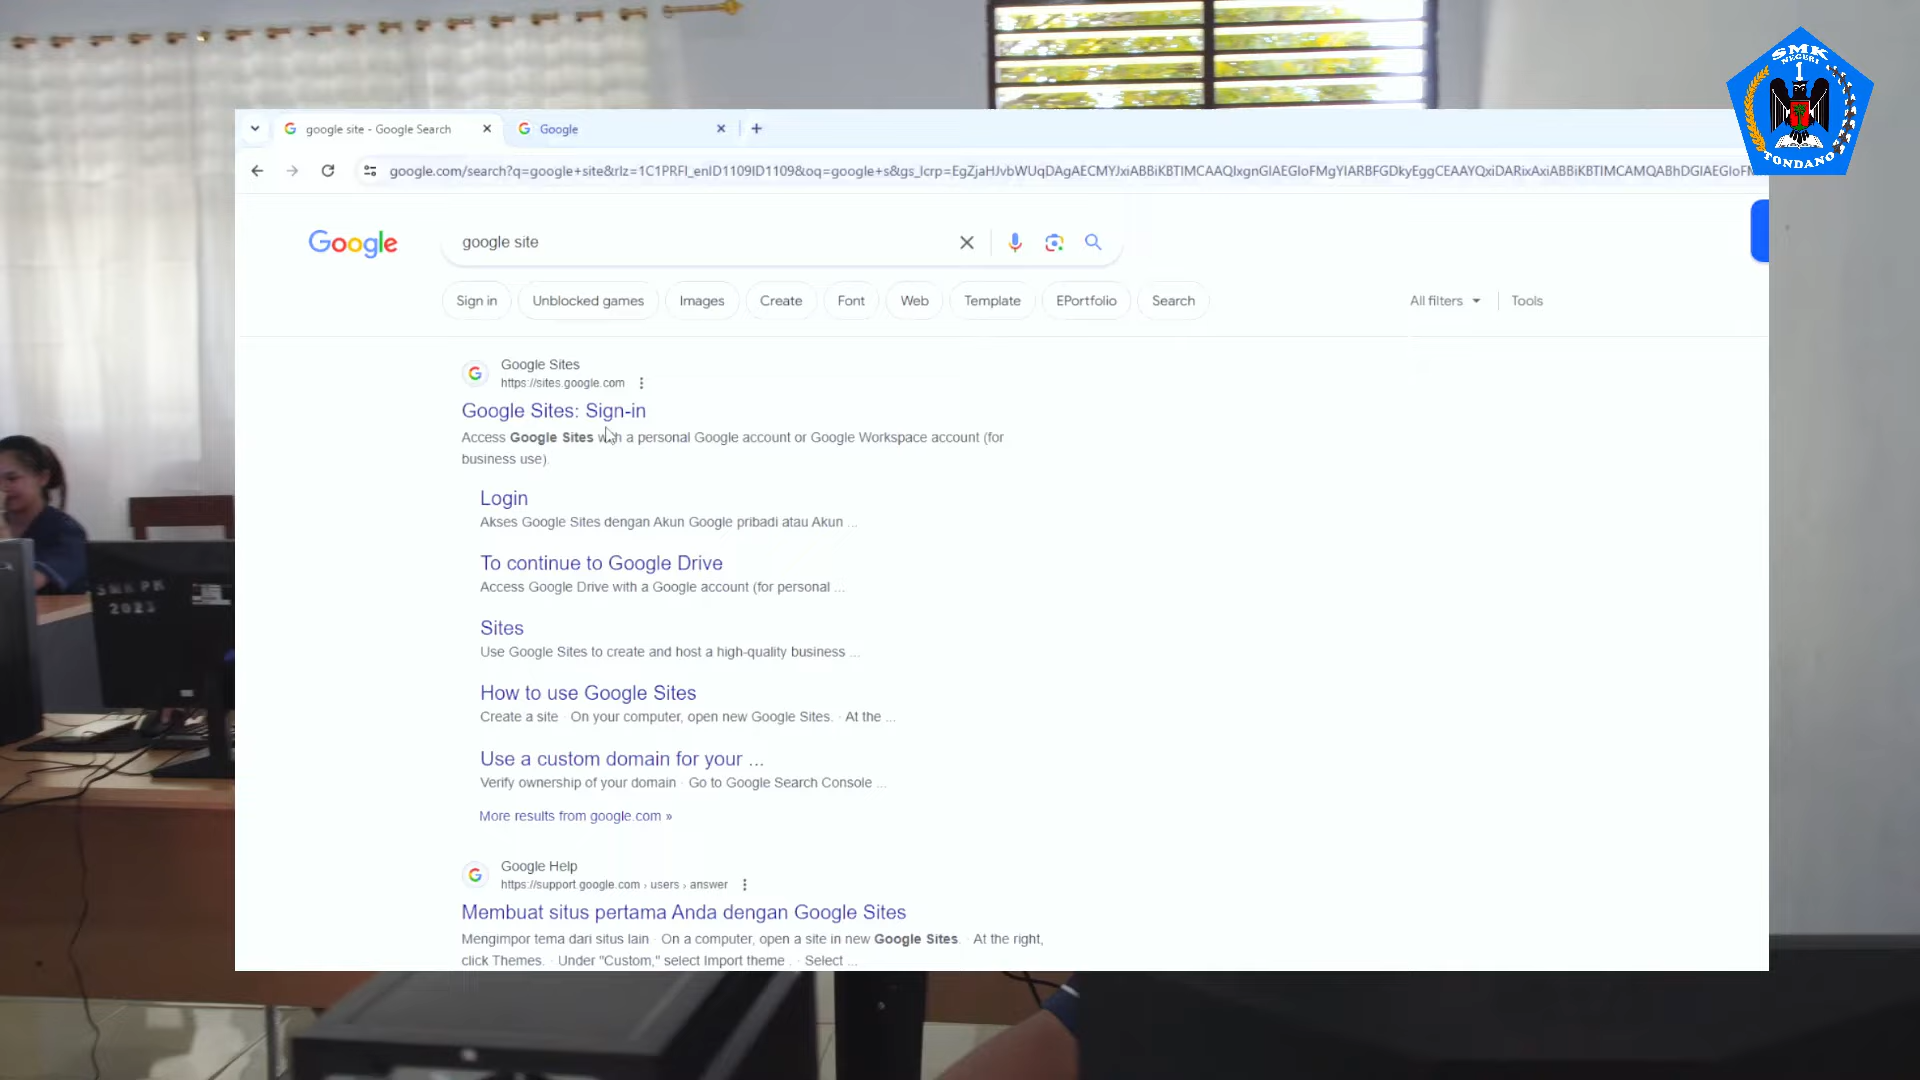 SMK
NEGERI
1
TONDANO
google site - Google Search
Google
google.com/search?q=google+site&rlz=1C1PRFI_enID1109ID1109&oq=google+s&gs_lcrp=
Google
google site
Sign in
Unblocked games
Images
Create
Font
Web
Template
EPortfolio
Search
All filters
Tools
Google Sites
https://sites.google.com
Google Sites: Sign-in
Access Google Sites with a personal Google account or Google Workspace account (for
business use).
Login
Akses Google Sites dengan Akun Google pribadi atau Akun ...
To continue to Google Drive
Access Google Drive with a Google account (for personal ...
Sites
Use Google Sites to create and host a high-quality business ...
How to use Google Sites
Create a site · On your computer, open new Google Sites. · At the ...
Use a custom domain for your ...
Verify ownership of your domain · Go to Google Search Console ...
More results from google.com »
Google Help
https://support.google.com › users › answer
Membuat situs pertama Anda dengan Google Sites
Mengimpor tema dari situs lain · On a computer, open a site in new Google Sites. · At the right,
click Themes. · Under "Custom," select Import theme . · Select ...
SMK PK
2023